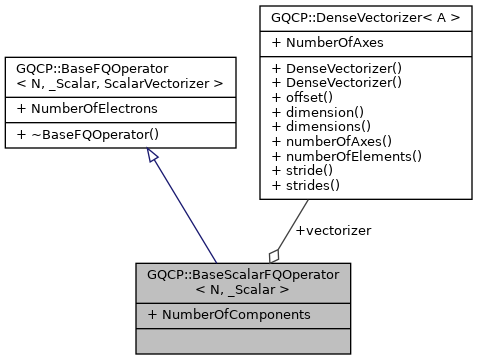 GQCP::DenseVectorizer< A >
+ NumberOfAxes
+ DenseVectorizer()
+ DenseVectorizer()
+ offset()
+ dimension()
+ dimensions()
+ numberOfAxes()
+ numberOfElements()
+ stride()
+ strides()
GQCP::BaseFQOperator
< N, _Scalar, ScalarVectorizer >
+ NumberOfElectrons
+ ~BaseFQOperator()
+vectorizer
GQCP::BaseScalarFQOperator
< N, _Scalar >
+ NumberOfComponents